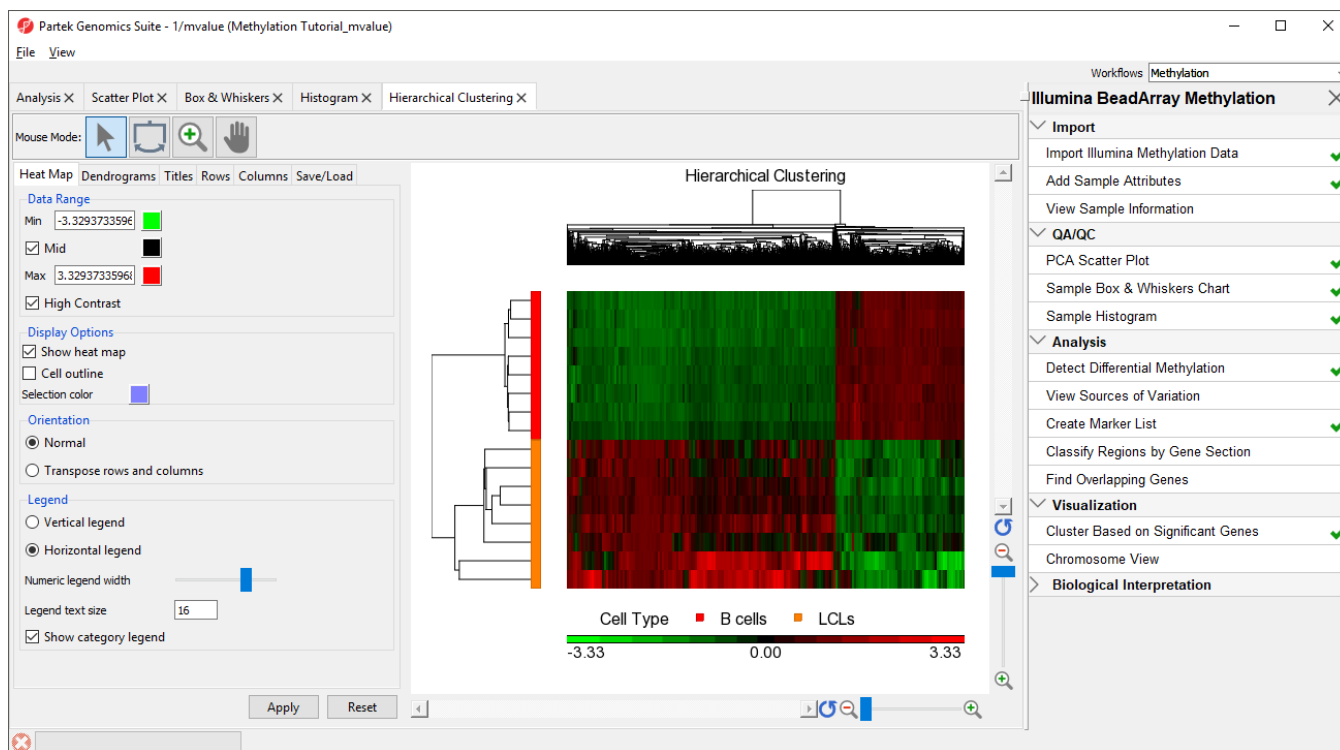 Partek Genomics Suite - 1/mvalue (Methylation Tutorial_mvalue)
File View
Workflows Methylation
Analysis Scatter Plot Box & Whiskers Histogram Hierarchical Clustering
Illumina BeadArray Methylation
Mouse Mode:
Heat Map Dendrograms Titles Rows Columns Save/Load
Data Range
Min -3.3293733596
Mid
Max 3.3293733596
High Contrast
Display Options
Show heat map
Cell outline
Selection color
Orientation
Normal
Transpose rows and columns
Legend
Vertical legend
Horizontal legend
Numeric legend width
Legend text size 16
Show category legend
Apply Reset
Hierarchical Clustering
Cell Type B cells LCLs
-3.33 0.00 3.33
Import
Import Illumina Methylation Data
Add Sample Attributes
View Sample Information
QA/QC
PCA Scatter Plot
Sample Box & Whiskers Chart
Sample Histogram
Analysis
Detect Differential Methylation
View Sources of Variation
Create Marker List
Classify Regions by Gene Section
Find Overlapping Genes
Visualization
Cluster Based on Significant Genes
Chromosome View
Biological Interpretation